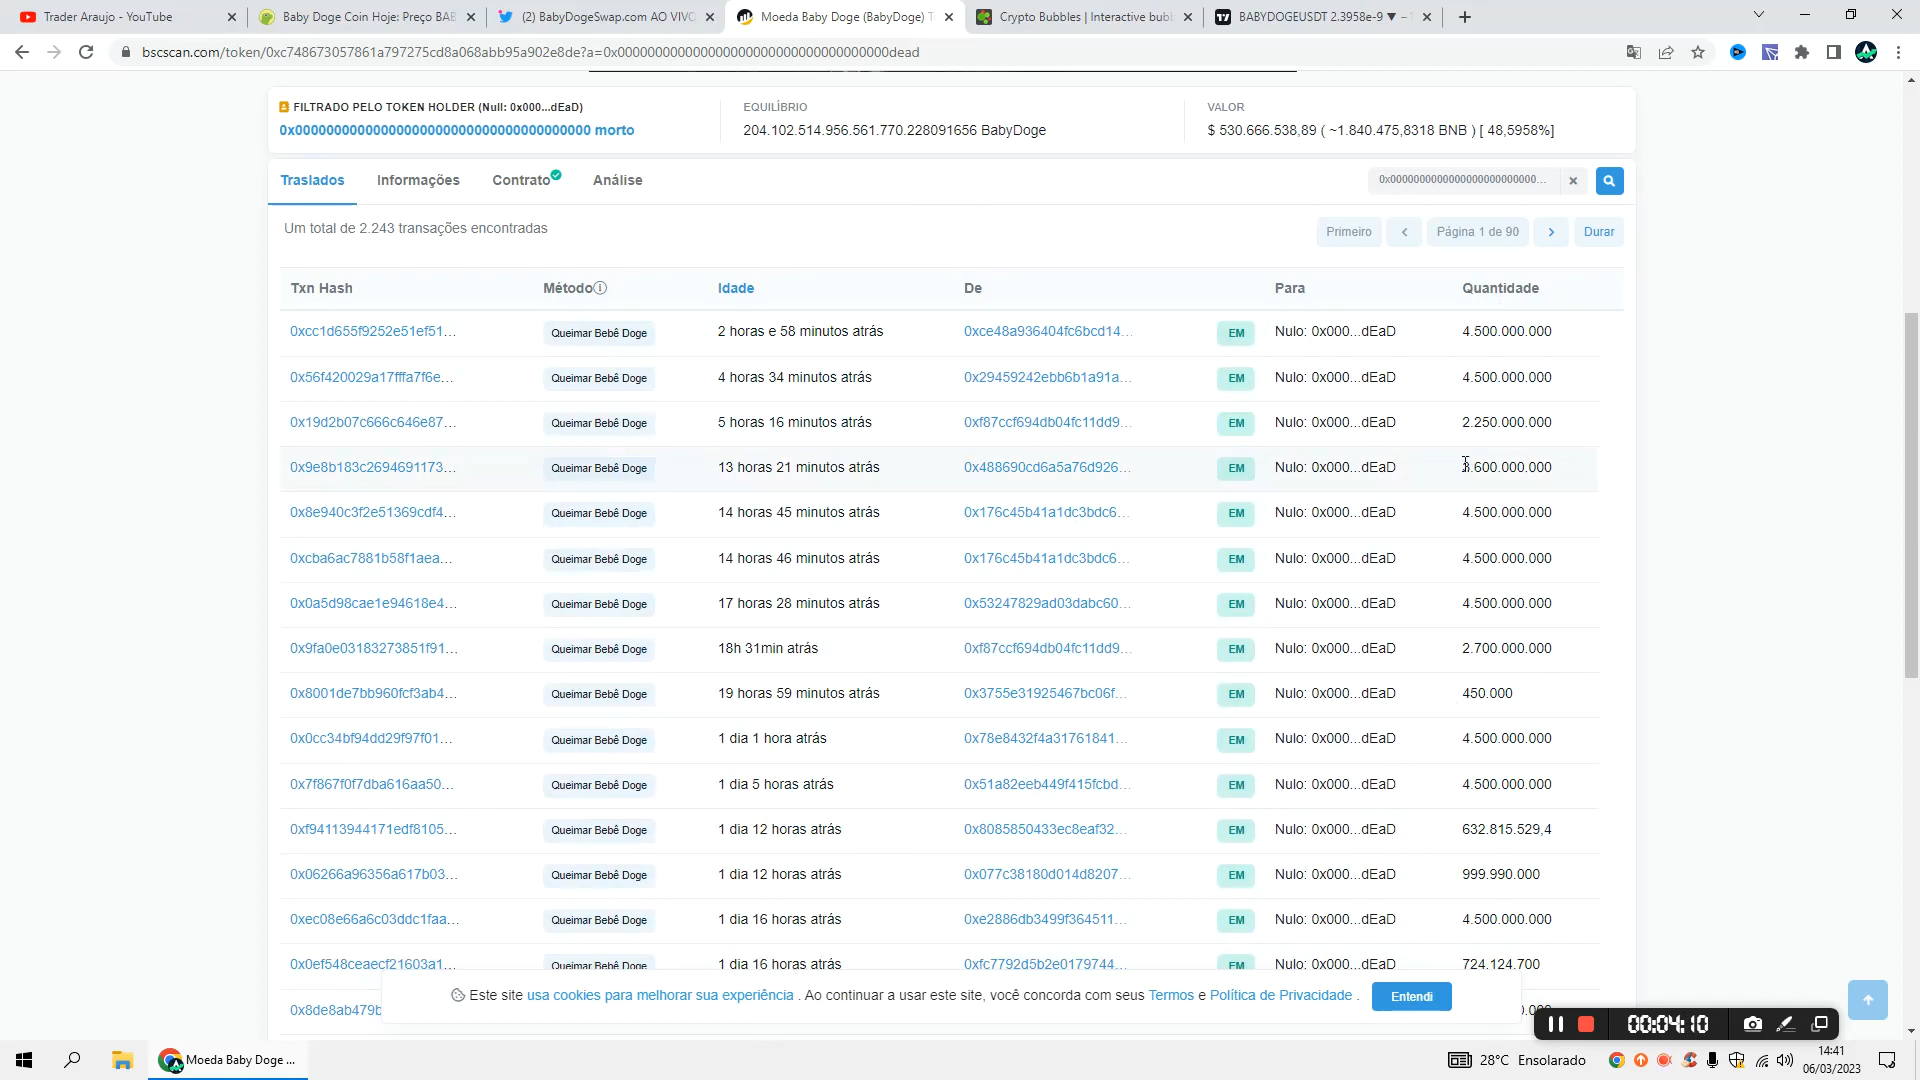 Trader Araujo - YouTube
Baby Doge Coin Hoje: Preço BAB
(2) BabyDogeSwap.com AO VIVO
Moeda Baby Doge (BabyDoge) T
Crypto Bubbles | Interactive bubb
BABYDOGEUSDT 2.3958e-9 ▼ −
bscscan.com/token/0xc748673057861a797275cd8a068abb95a902e8de?a=0x000000000000000000000000000000000000dead
FILTRADO PELO TOKEN HOLDER (Null: 0x000...dEaD)
EQUILÍBRIO
VALOR
0x000000000000000000000000000000000000 morto
204.102.514.956.561.770.228091656 BabyDoge
$ 530.666.538,89 ( ~1.840.475,8318 BNB ) [ 48,5958%]
Traslados
Informações
Contrato
Análise
0x0000000000000000000000000...
Um total de 2.243 transações encontradas
Primeiro
Página 1 de 90
Durar
Txn Hash Método Idade De Para Quantidade
0xcc1d655f9252e51ef51... Queimar Bebê Doge 2 horas e 58 minutos atrás 0xce48a936404fc6bcd14... EM Nulo: 0x000...dEaD 4.500.000.000
0x56f420029a17fffa7f6e... Queimar Bebê Doge 4 horas 34 minutos atrás 0x29459242ebb6b1a91a... EM Nulo: 0x000...dEaD 4.500.000.000
0x19d2b07c666c646e87... Queimar Bebê Doge 5 horas 16 minutos atrás 0xf87ccf694db04fc11dd9... EM Nulo: 0x000...dEaD 2.250.000.000
0x9e8b183c2694691173... Queimar Bebê Doge 13 horas 21 minutos atrás 0x488690cd6a5a76d926... EM Nulo: 0x000...dEaD 3.600.000.000
0x8e940c3f2e51369cdf4... Queimar Bebê Doge 14 horas 45 minutos atrás 0x176c45b41a1dc3bdc6... EM Nulo: 0x000...dEaD 4.500.000.000
0xcba6ac7881b58f1aea... Queimar Bebê Doge 14 horas 46 minutos atrás 0x176c45b41a1dc3bdc6... EM Nulo: 0x000...dEaD 4.500.000.000
0x0a5d98cae1e94618e4... Queimar Bebê Doge 17 horas 28 minutos atrás 0x53247829ad03dabc60... EM Nulo: 0x000...dEaD 4.500.000.000
0x9fa0e03183273851f91... Queimar Bebê Doge 18h 31min atrás 0xf87ccf694db04fc11dd9... EM Nulo: 0x000...dEaD 2.700.000.000
0x8001de7bb960fcf3ab4... Queimar Bebê Doge 19 horas 59 minutos atrás 0x3755e31925467bc06f... EM Nulo: 0x000...dEaD 450.000
0x0cc34bf94dd29f97f01... Queimar Bebê Doge 1 dia 1 hora atrás 0x78e8432f4a31761841... EM Nulo: 0x000...dEaD 4.500.000.000
0x7f867f0f7dba616aa50... Queimar Bebê Doge 1 dia 5 horas atrás 0x51a82eeb449f415fcbd... EM Nulo: 0x000...dEaD 4.500.000.000
0xf94113944171edf8105... Queimar Bebê Doge 1 dia 12 horas atrás 0x8085850433ec8eaf32... EM Nulo: 0x000...dEaD 632.815.529,4
0x06266a96356a617b03... Queimar Bebê Doge 1 dia 12 horas atrás 0x077c38180d014d8207... EM Nulo: 0x000...dEaD 999.990.000
0xec08e66a6c03ddc1faa... Queimar Bebê Doge 1 dia 16 horas atrás 0xe2886db3499f364511... EM Nulo: 0x000...dEaD 4.500.000.000
0x0ef548ceaecf21603a1... Queimar Bebê Doge 1 dia 16 horas atrás 0xfc7792d5b2e0179744... EM Nulo: 0x000...dEaD 724.124.700
0x8de8ab479b
Este site usa cookies para melhorar sua experiência . Ao continuar a usar este site, você concorda com seus Termos e Política de Privacidade .
Entendi
00:04:10
Moeda Baby Doge ...
28°C Ensolarado
14:41
06/03/2023